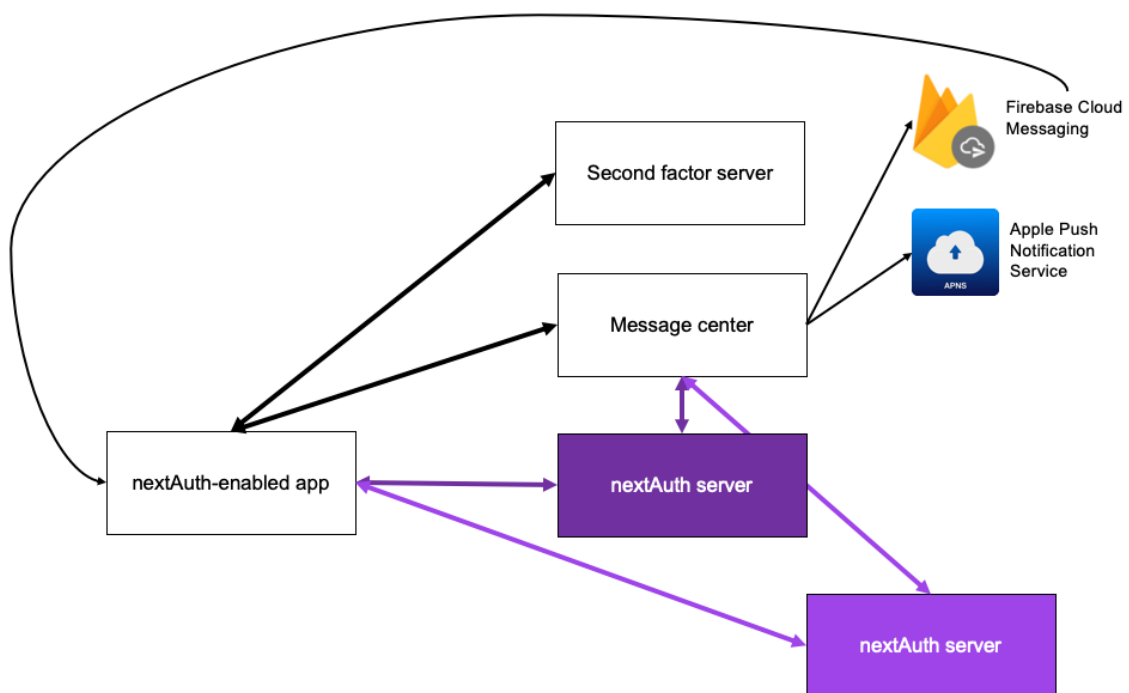 Firebase Cloud
Messaging
Second factor server
Apple Push
Notification
Service
APNS
Message center
nextAuth-enabled app
nextAuth server
nextAuth server